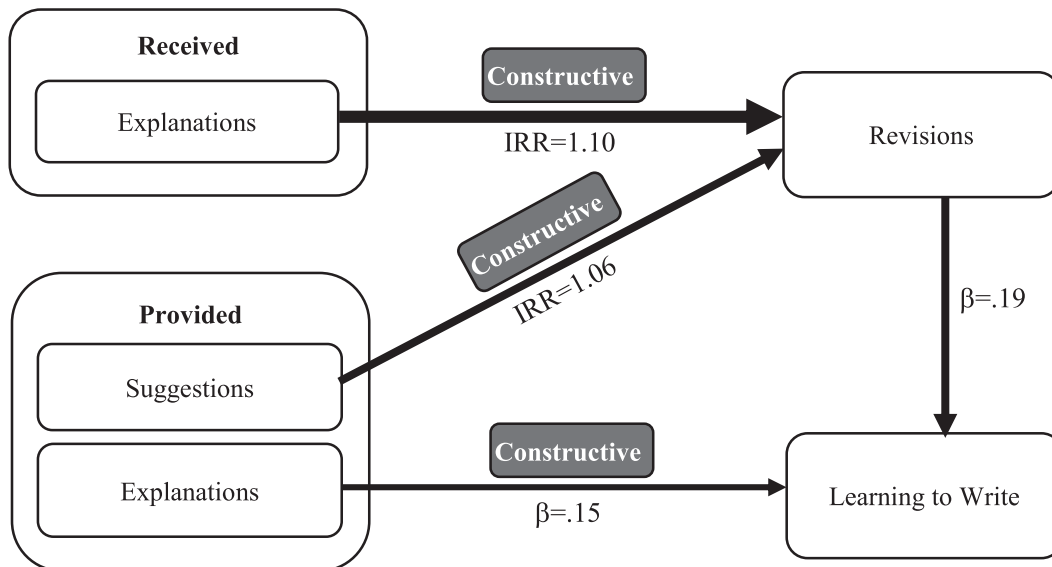 Received
Explanations
Constructive
IRR=1.10
Revisions
Constructive
IRR=1.06
β=.19
Provided
Suggestions
Explanations
Constructive
β=.15
Learning to Write